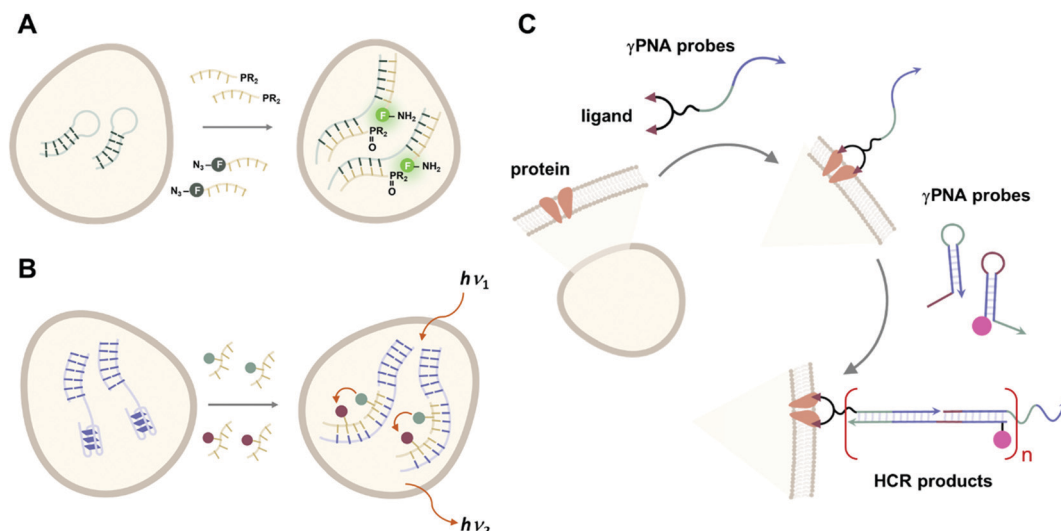 A
PR₂
PR₂
N₃
F
N₃
F
F
NH₂
PR₂
O
F
NH₂
PR₂
O
B
hν₁
hν₂
C
γPNA probes
ligand
protein
γPNA probes
n
HCR products